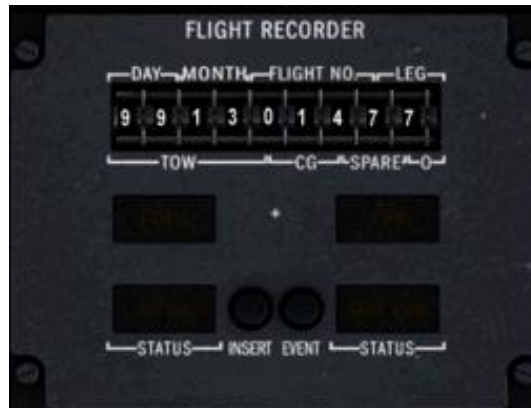 FLIGHT RECORDER
DAY MONTH FLIGHT NO. LEG
9 9 1 3 0 1 4 7 7
TOW CG SPARE O
STATUS INSERT EVENT STATUS